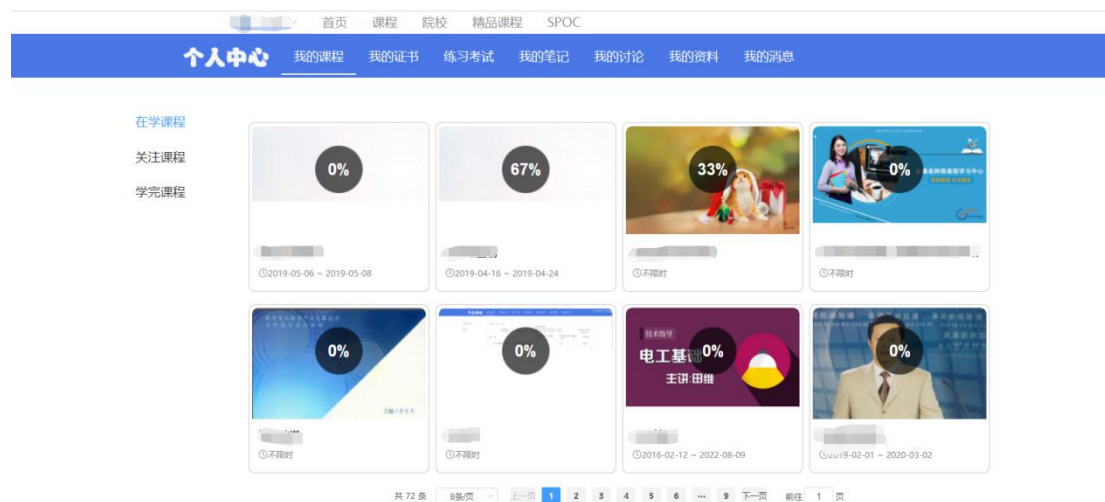 首页 课程 院校 精品课程 SPOC
个人中心 我的课程 我的证书 练习考试 我的笔记 我的讨论 我的资料 我的消息
在学课程
关注课程
学完课程
0%
67%
33%
0%
2019-05-06 ~ 2019-05-08
2019-04-16 ~ 2019-04-24
不限时
不限时
0%
0%
技术指导
电工基础
0%
主讲:田维
0%
不限时
不限时
2016-02-12 ~ 2022-08-09
2019-02-01 ~ 2020-03-02
共 72 条 8条/页 上一页 1 2 3 4 5 6 ··· 9 下一页 前往 1 页